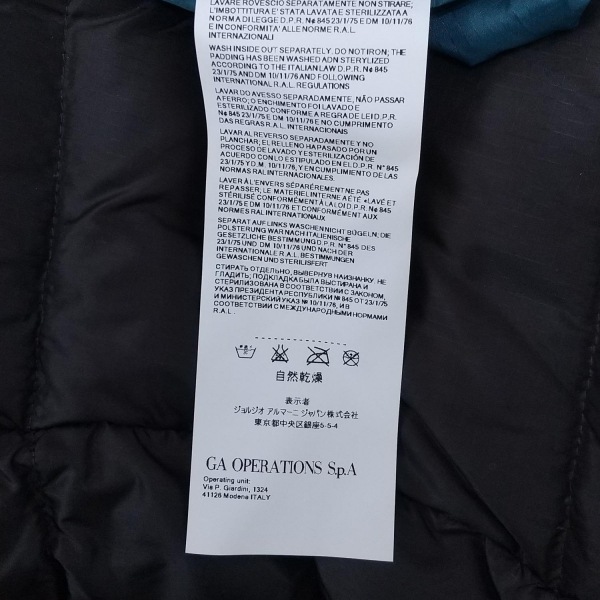 LAVARE ROVESCIO SEPARATAMENTE NON STIRARE;
L'IMBOTTITURA E' STATA LAVATA E STERILIZZATA A
NORMA DI LEGGE D.P.R. N° 845 23/1/75 E DM 10/11/76
E IN CONFORMITA' ALLE NORME R.A.L.
INTERNAZIONALI
WASH INSIDE OUT SEPARATELY. DO NOT IRON; THE
PADDING HAS BEEN WASHED ADN STERYLIZED
ACCORDING TO THE ITALIAN LAW D.P.R. N° 845
23/1/75 AND DM 10/11/76 AND FOLLOWING
INTERNATIONAL R.A.L. REGULATIONS
LAVAR DO AVESSO SEPARADAMENTE, NÃO PASSAR
A FERRO; O ENCHIMENTO FOI LAVADO E
ESTERILIZADO CONFORME A REGRA DE LEI D.P.R.
N° 845 23/1/75 E DM 10/11/76 E NO CUMPRIMENTO
DAS REGRAS R.A.L. INTERNACIONAIS
LAVAR AL REVERSO SEPARADAMENTE Y NO
PLANCHAR; EL RELLENO HA PASADO POR UN
PROCESO DE LAVADO Y ESTERILIZACIÓN DE
ACUERDO CON LO ESTIPULADO EN EL D.P.R. N° 845
23/1/75 Y D.M. 10/11/76, Y EN CUMPLIMIENTO DE LAS
NORMAS RAL INTERNACIONALES.
LAVER À L'ENVERS SÉPARÉREMENT NE PAS
REPASSER; LE MATERIEL INTERNE A ÉTÉ «LAVÉ ET
STÉRILISÉ CONFORMÉMENT À LA LOI D.P.R. N° 845
23/1/75 ET DM 10/11/76 ET CONFORMÉMENT AUX
NORMES RAL INTERNATIONAUX
SEPARAT AUF LINKS WASCHEN NICHT BÜGELN; DIE
POLSTERUNG WAR NACH ITALIENISCHE
GESETZLICHE BESTIMMUNG D.P.R. N° 845 DES
23/1/75 UND DM 10/11/76 UND NACH DER
INTERNATIONALE R.A.L. BESTIMMUNGEN
GEWASCHEN UND STERILISIERT
СТИРАТЬ ОТДЕЛЬНО, ВЫВЕРНУВ НАИЗНАНКУ. НЕ
ГЛАДИТЬ; ПОДКЛАДКА БЫЛА ВЫСТИРАНА И
СТЕРИЛИЗОВАНА В СООТВЕТСТВИИ С ЗАКОНОМ,
УКАЗ ПРЕЗИДЕНТА РЕСПУБЛИКИ № 845 ОТ 23/1/75
И МИНИСТЕРСКИЙ УКАЗ № 10/11/76, И В
СООТВЕТСТВИИ С МЕЖДУНАРОДНЫМИ НОРМАМИ
R.A.L.
自然乾燥
表示者
ジョルジオ アルマーニ ジャパン株式会社
東京都中央区銀座5-5-4
GA OPERATIONS S.p.A
Operating unit:
Via P. Giardini, 1324
41126 Modena ITALY